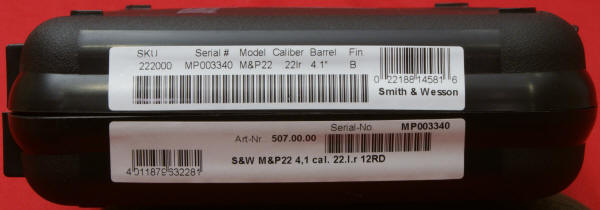 SKU Serial # Model Caliber Barrel Fin.
222000 MP003340 M&P22 22lr 4.1" B
0 22188 14581 6
Smith & Wesson
Serial-No. MP003340
Art-Nr. 507.00.00
S&W M&P22 4,1 cal. 22.l.r 12RD
4 011879 532281